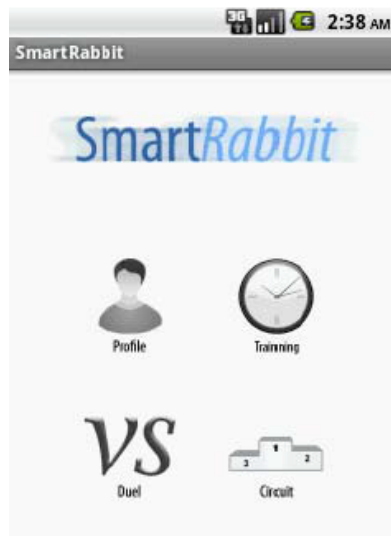 3G 2:38 AM
SmartRabbit
SmartRabbit
Profile
Trainning
VS
Duel
3 1 2
Circuit